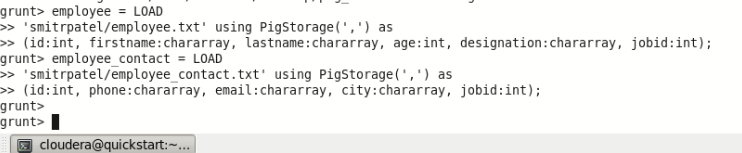 grunt> employee = LOAD
>> 'smitrpatel/employee.txt' using PigStorage(',') as
>> (id:int, firstname:chararray, lastname:chararray, age:int, designation:chararray, jobid:int);
grunt> employee_contact = LOAD
>> 'smitrpatel/employee_contact.txt' using PigStorage(',') as
>> (id:int, phone:chararray, email:chararray, city:chararray, jobid:int);
grunt>
grunt>
cloudera@quickstart:~...